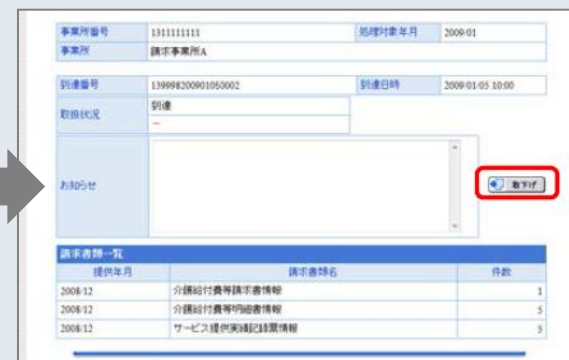 事業所番号 1311111111 処理対象年月 2009/01
事業所 請求事業所A
到達番号 139998200901050002 到達日時 2009/01/05 10:00
取扱状況 到達
―
お知らせ
取下げ
請求書類一覧
提供年月 請求書類名 件数
2008/12 介護給付費等請求書情報 1
2008/12 介護給付費等明細書情報 5
2008/12 サービス提供実績記録票情報 3